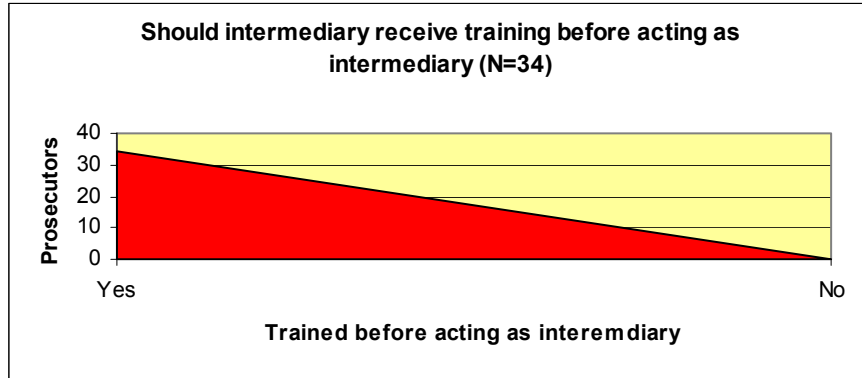 Should intermediary receive training before acting as
intermediary (N=34)
Prosecutors
40
30
20
10
0
Yes
No
Trained before acting as interemdiary